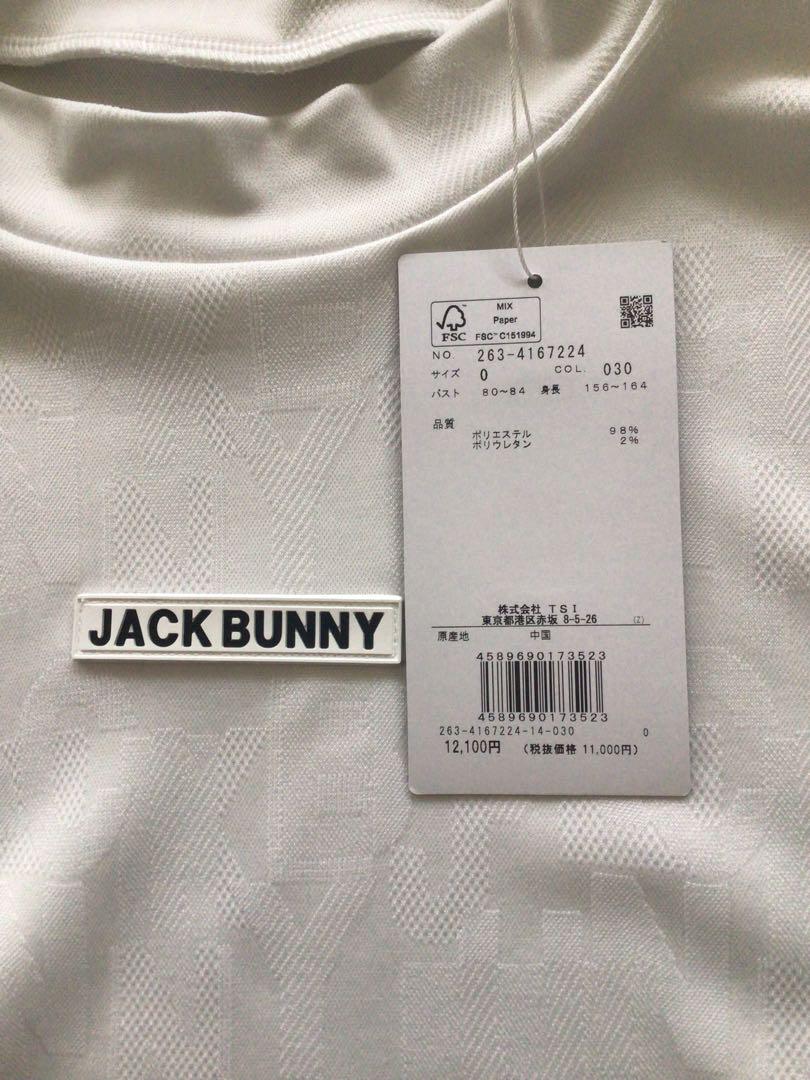 MIX
Paper
FSC
FSC™ C151994
NO. 263-4167224
サイズ 0 COL. 030
バスト 80～84 身長 156～164
品質
ポリエステル 98%
ポリウレタン 2%
株式会社 TSI
東京都港区赤坂 8-5-26 (Z)
原産地 中国
4589690173523
4589690173523
263-4167224-14-030 0
12,100円 (税抜価格 11,000円)
JACK BUNNY